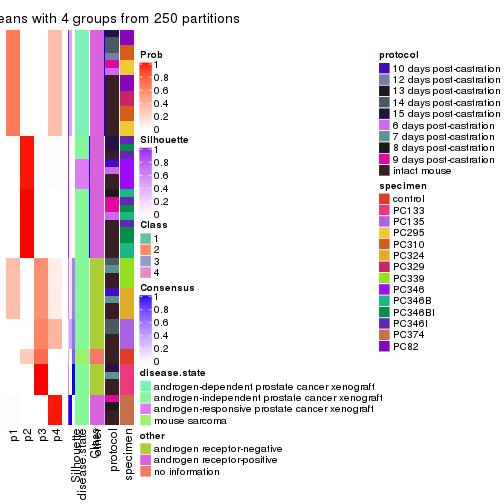 eans with 4 groups from 250 partitions
Prob
1
0.8
0.6
0.4
0.2
0
Silhouette
1
0.8
0.6
0.4
0.2
0
Class
1
2
3
4
Consensus
1
0.8
0.6
0.4
0.2
0
disease.state
androgen-dependent prostate cancer xenograft
androgen-independent prostate cancer xenograft
androgen-responsive prostate cancer xenograft
mouse sarcoma
other
androgen receptor-negative
androgen receptor-positive
no information
protocol
10 days post-castration
12 days post-castration
13 days post-castration
14 days post-castration
15 days post-castration
6 days post-castration
7 days post-castration
8 days post-castration
9 days post-castration
intact mouse
specimen
control
PC133
PC135
PC295
PC310
PC324
PC329
PC339
PC346
PC346B
PC346BI
PC346I
PC374
PC82
p1
p2
p3
p4
Silhouette
disease.state
Class
other
protocol
specimen